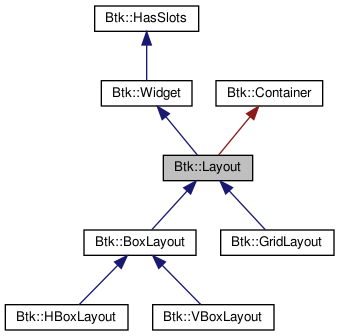 Btk::HasSlots
Btk::Widget
Btk::Container
Btk::Layout
Btk::BoxLayout
Btk::GridLayout
Btk::HBoxLayout
Btk::VBoxLayout